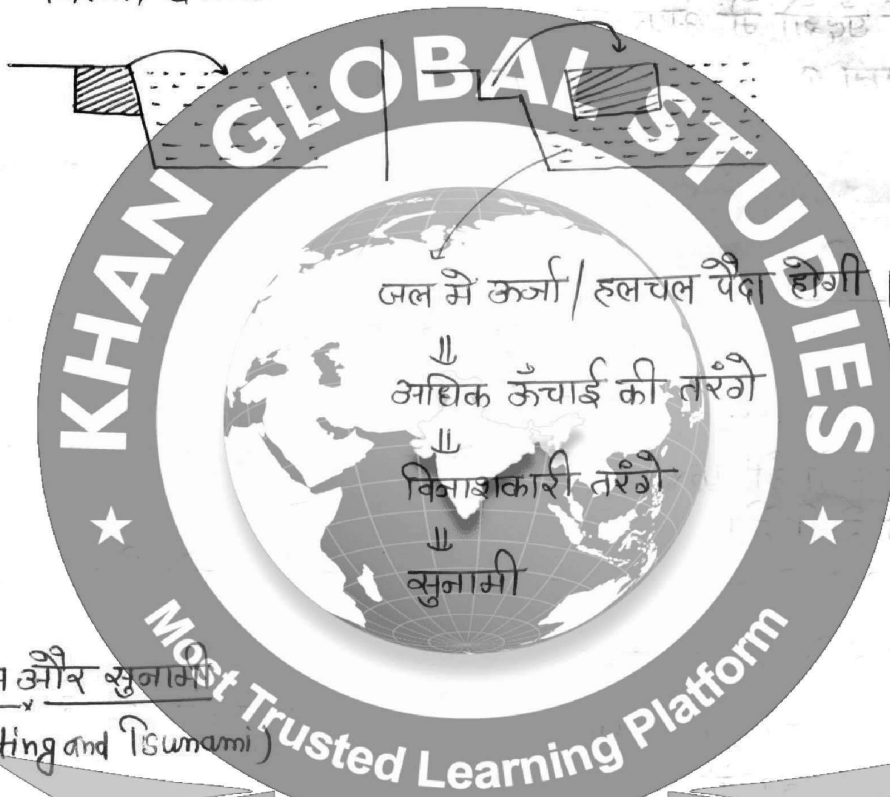 KHAN GLOBAL STUDIES
जल में ऊर्जा / हलचल पैदा होगी |
अधिक ऊँचाई की तरंगे
विनाशकारी तरंगे
सुनामी
और सुनामी
ting and Tsunami)
Most Trusted Learning Platform